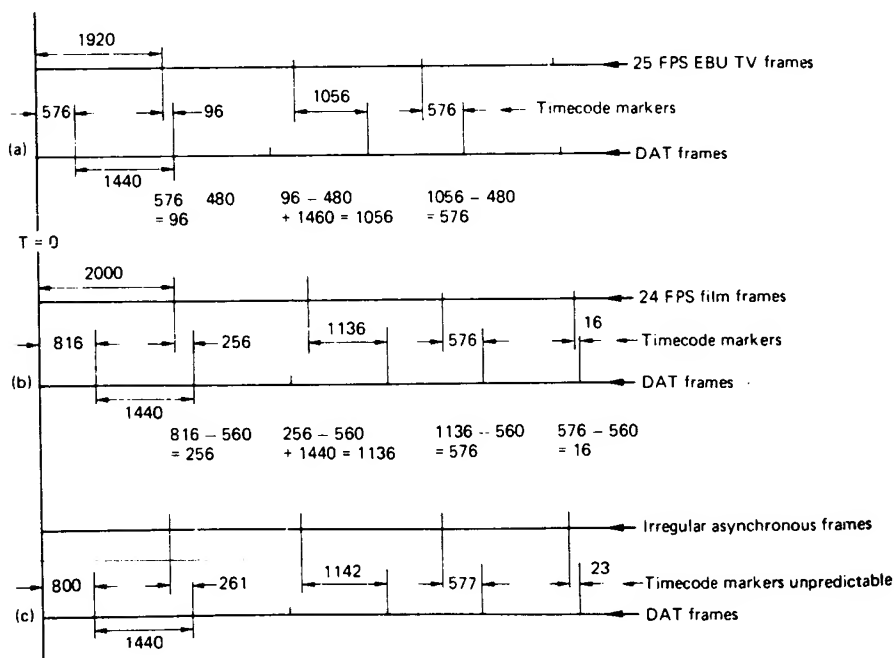 1920
25 FPS EBU TV frames
576
96
1056
576
Timecode markers
(a)
DAT frames
1440
576 480
= 96
96 – 480
+ 1460 = 1056
1056 – 480
= 576
T = 0
2000
24 FPS film frames
816
256
1136
576
16
Timecode markers
(b)
DAT frames
1440
816 – 560
= 256
256 – 560
+ 1440 = 1136
1136 – 560
= 576
576 – 560
= 16
Irregular asynchronous frames
800
261
1142
577
23
Timecode markers unpredictable
(c)
DAT frames
1440